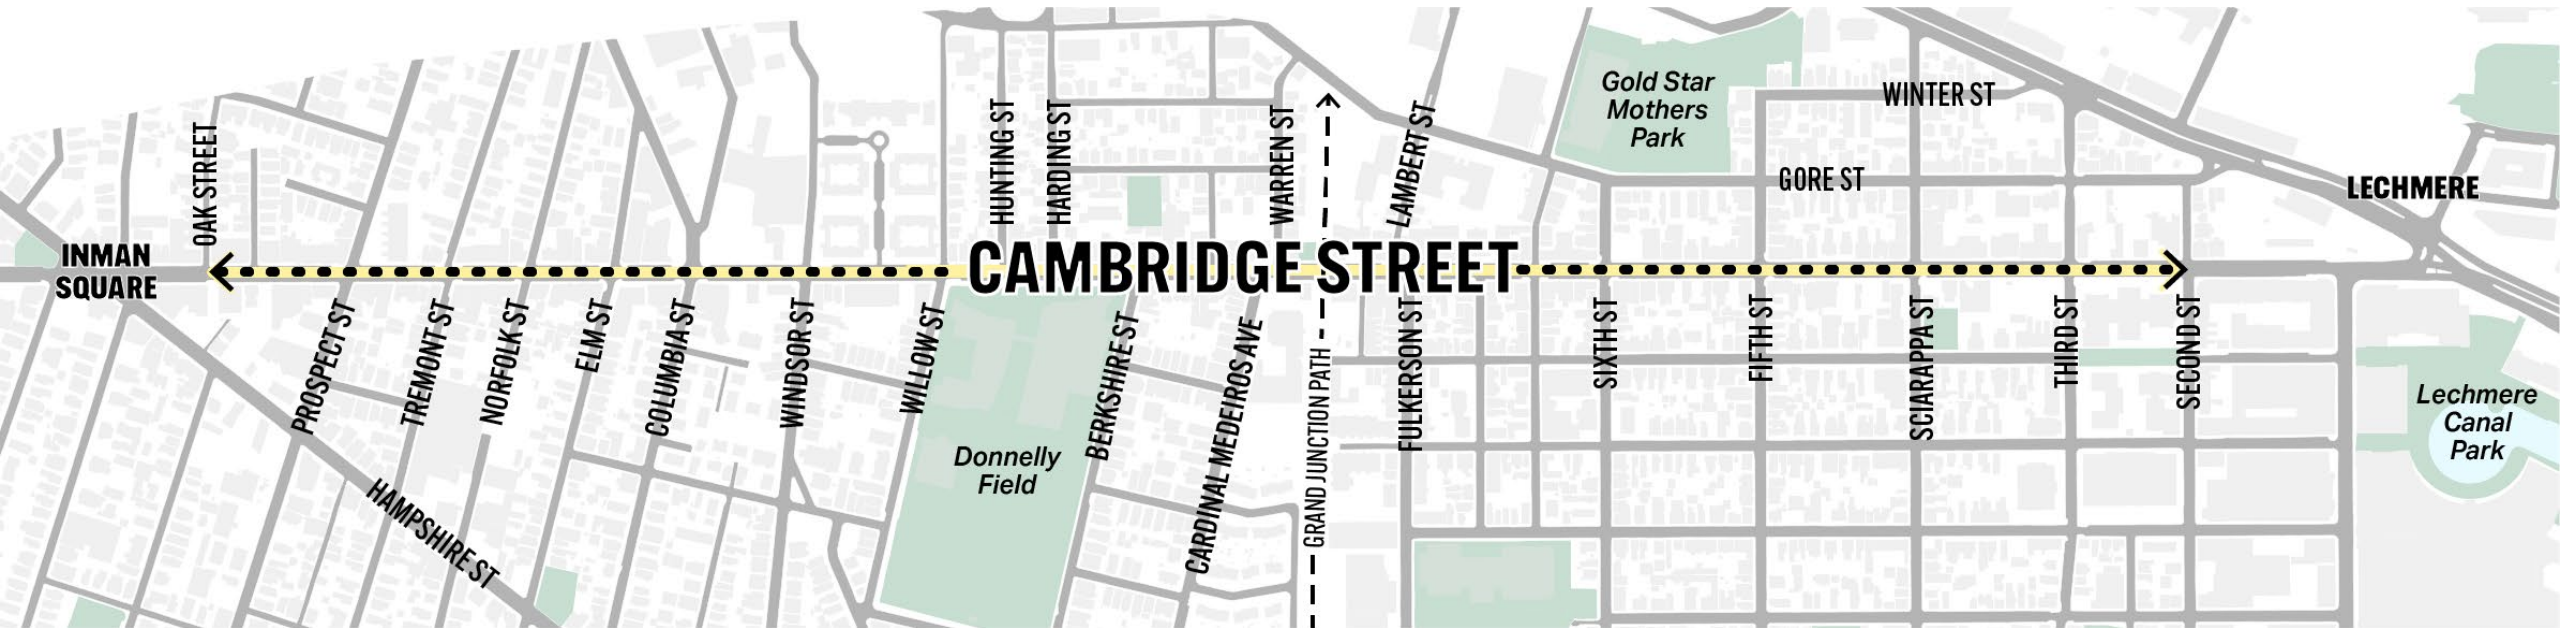 Gold Star
Mothers
Park
WINTER ST
OAK STREET
HUNTING ST
HARDING ST
WARREN ST
LAMBERT ST
GORE ST
LECHMERE
INMAN
SQUARE
CAMBRIDGE STREET
PROSPECT ST
TREMONT ST
NORFOLK ST
ELM ST
COLUMBIA ST
WINDSOR ST
WILLOW ST
BERKSHIRE ST
CARDINAL MEDEIROS AVE
GRAND JUNCTION PATH
FULKERSON ST
SIXTH ST
FIFTH ST
SCIARAPPA ST
THIRD ST
SECOND ST
Donnelly
Field
Lechmere
Canal
Park
HAMPSHIRE ST